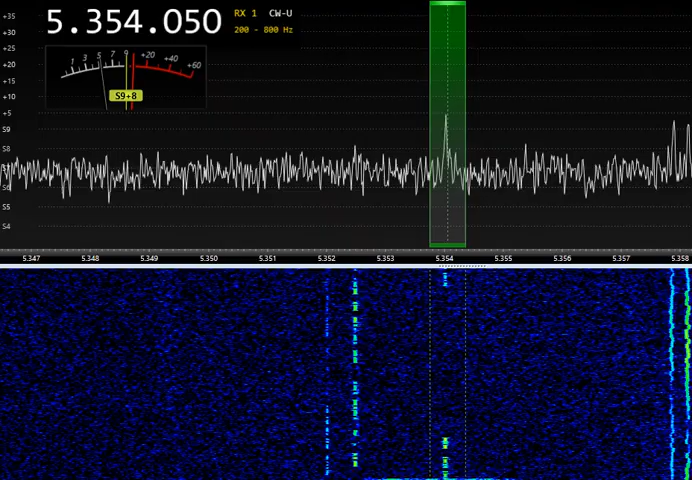 5.354.050 RX 1 CW-U
200 - 800 Hz
1 3 5 7 9 +20 +40 +60
S9+8
+35
+30
+25
+20
+15
+10
+5
S9
S8
S7
S6
S5
S4
5.347 5.348 5.349 5.350 5.351 5.352 5.353 5.354 5.355 5.356 5.357 5.358